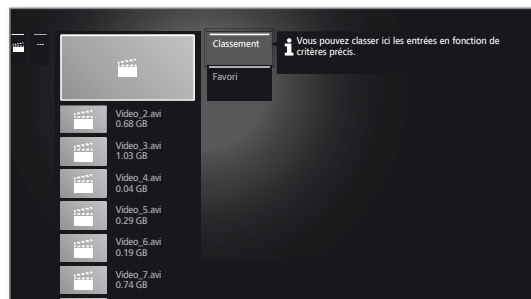 ...
Classement
Vous pouvez classer ici les entrées en fonction de
critères précis.
Favori
Video_2.avi
0.68 GB
Video_3.avi
1.03 GB
Video_4.avi
0.04 GB
Video_5.avi
0.29 GB
Video_6.avi
0.19 GB
Video_7.avi
0.74 GB